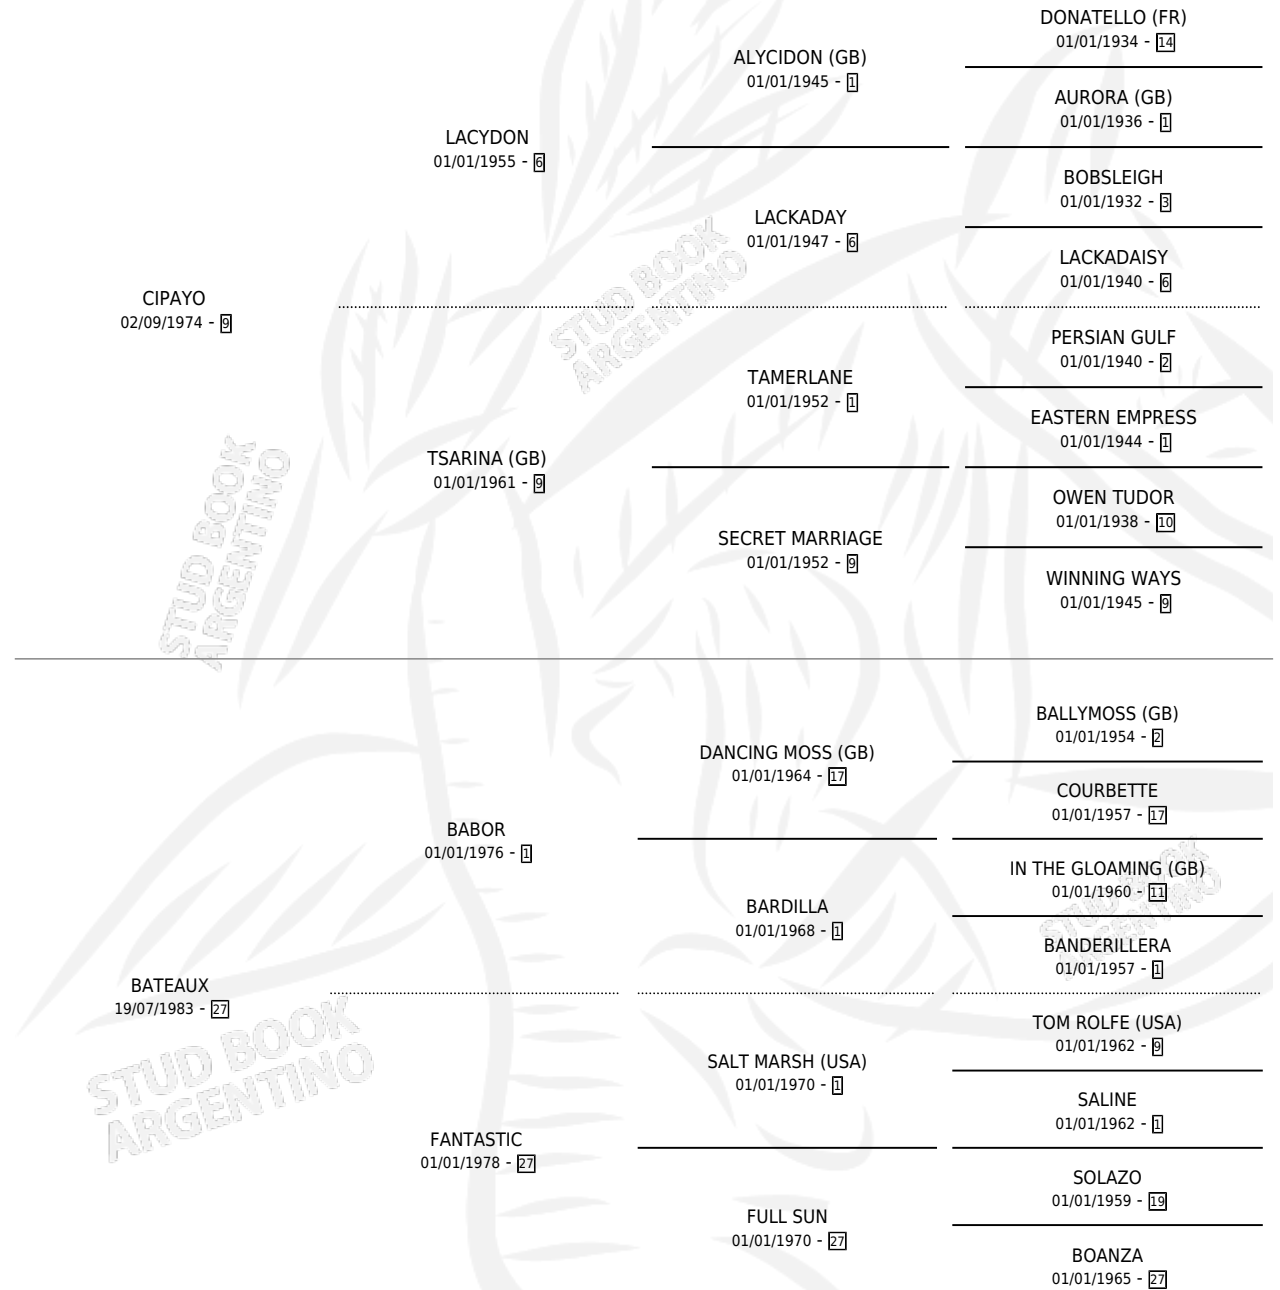 DONATELLO (FR)
01/01/1934 - 14
ALYCIDON (GB)
01/01/1945 - 1
AURORA (GB)
01/01/1936 - 1
LACYDON
01/01/1955 - 6
BOBSLEIGH
01/01/1932 - 3
LACKADAY
01/01/1947 - 6
LACKADAISY
01/01/1940 - 6
CIPAYO
02/09/1974 - 9
PERSIAN GULF
01/01/1940 - 2
TAMERLANE
01/01/1952 - 1
EASTERN EMPRESS
01/01/1944 - 1
TSARINA (GB)
01/01/1961 - 9
OWEN TUDOR
01/01/1938 - 10
SECRET MARRIAGE
01/01/1952 - 9
WINNING WAYS
01/01/1945 - 9
STUD BOOK
ARGENTINO
STUD BOOK
ARGENTINO
BALLYMOSS (GB)
01/01/1954 - 2
DANCING MOSS (GB)
01/01/1964 - 17
COURBETTE
01/01/1957 - 17
BABOR
01/01/1976 - 1
IN THE GLOAMING (GB)
01/01/1960 - 11
BARDILLA
01/01/1968 - 1
BANDERILLERA
01/01/1957 - 1
BATEAUX
19/07/1983 - 27
TOM ROLFE (USA)
01/01/1962 - 9
SALT MARSH (USA)
01/01/1970 - 1
SALINE
01/01/1962 - 1
FANTASTIC
01/01/1978 - 27
SOLAZO
01/01/1959 - 19
FULL SUN
01/01/1970 - 27
BOANZA
01/01/1965 - 27
STUD BOOK
ARGENTINO
STUD BOOK
ARGENTINO